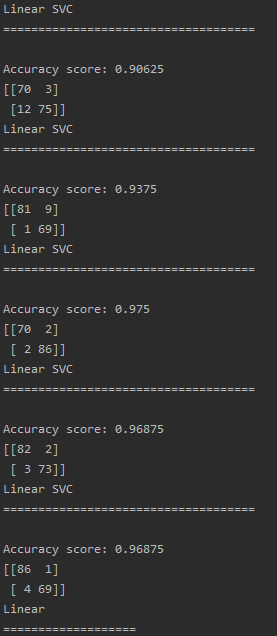 Linear SVC
====================================
Accuracy score: 0.90625
[[70  3]
 [12 75]]
Linear SVC
====================================
Accuracy score: 0.9375
[[81  9]
 [ 1 69]]
Linear SVC
====================================
Accuracy score: 0.975
[[70  2]
 [ 2 86]]
Linear SVC
====================================
Accuracy score: 0.96875
[[82  2]
 [ 3 73]]
Linear SVC
====================================
Accuracy score: 0.96875
[[86  1]
 [ 4 69]]
Linear
===================